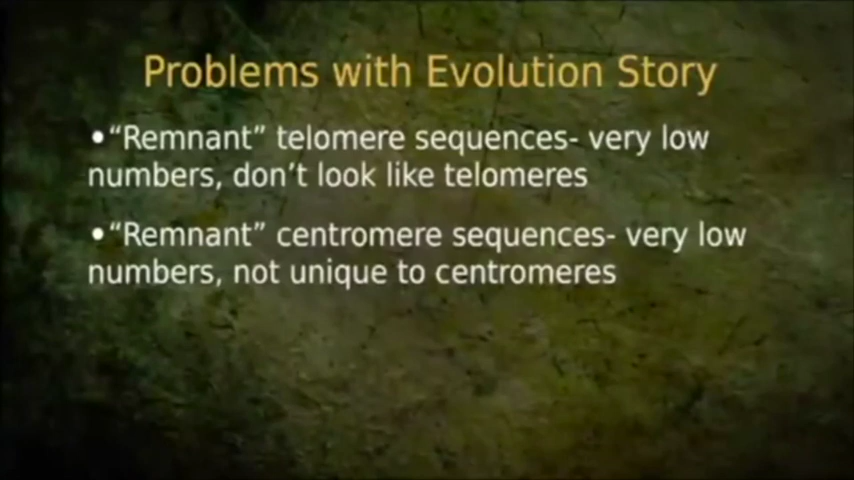 Problems with Evolution Story
•“Remnant” telomere sequences- very low
numbers, don’t look like telomeres
•“Remnant” centromere sequences- very low
numbers, not unique to centromeres